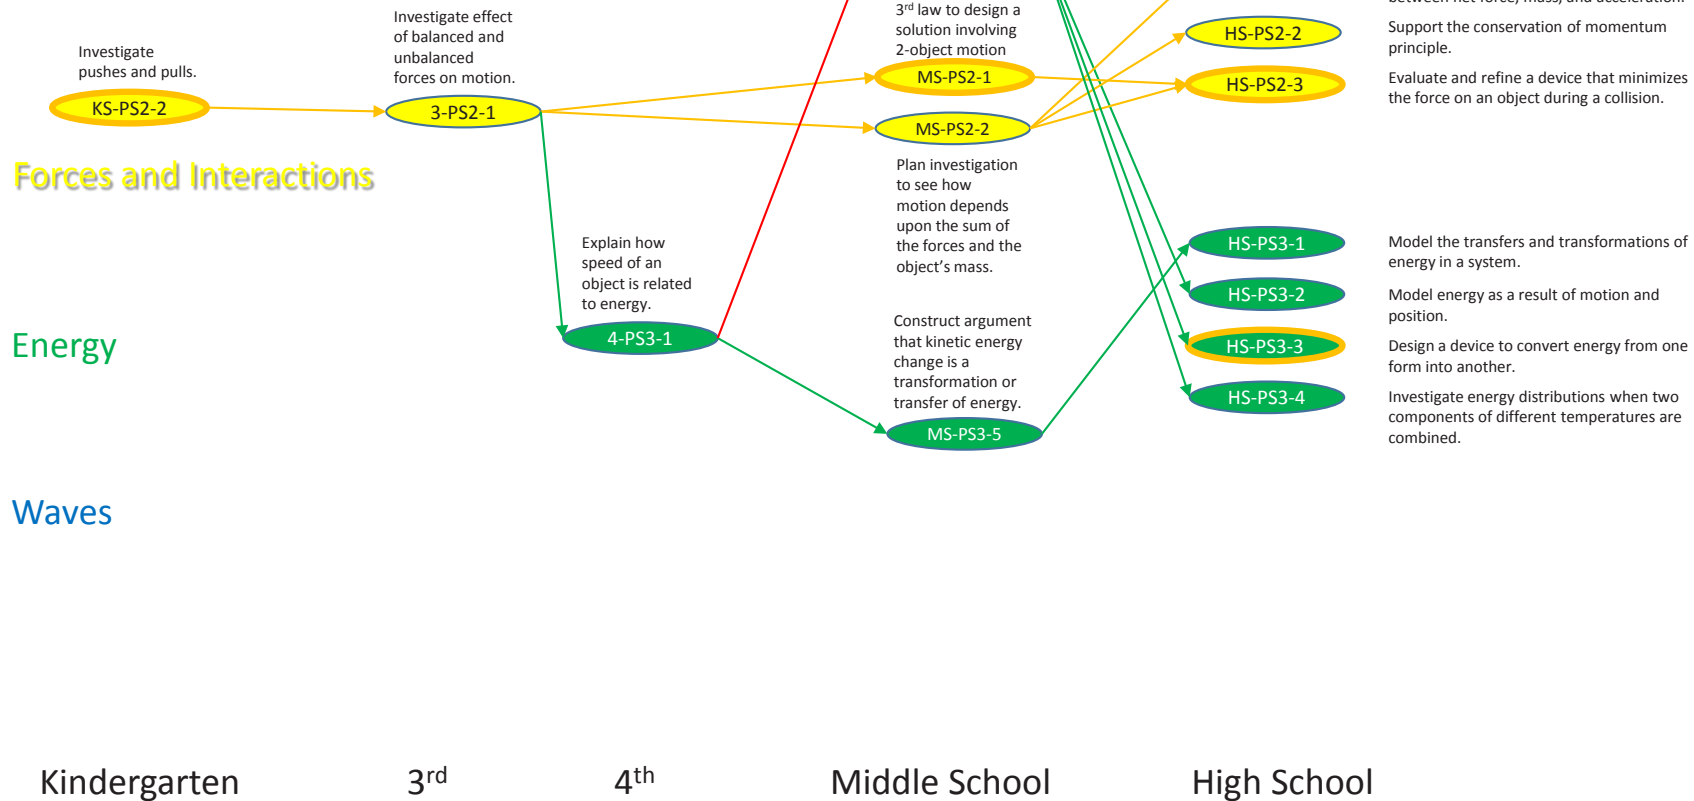 Investigate
pushes and pulls.
KS-PS2-2
Investigate effect
of balanced and
unbalanced
forces on motion.
3-PS2-1
3rd law to design a
solution involving
2-object motion
MS-PS2-1
MS-PS2-2
Plan investigation
to see how
motion depends
upon the sum of
the forces and the
object's mass.
between net force, mass, and acceleration.
HS-PS2-2
Support the conservation of momentum
principle.
HS-PS2-3
Evaluate and refine a device that minimizes
the force on an object during a collision.
Forces and Interactions
Explain how
speed of an
object is related
to energy.
4-PS3-1
Construct argument
that kinetic energy
change is a
transformation or
transfer of energy.
MS-PS3-5
HS-PS3-1
Model the transfers and transformations of
energy in a system.
HS-PS3-2
Model energy as a result of motion and
position.
HS-PS3-3
Design a device to convert energy from one
form into another.
HS-PS3-4
Investigate energy distributions when two
components of different temperatures are
combined.
Energy
Waves
Kindergarten
3rd
4th
Middle School
High School